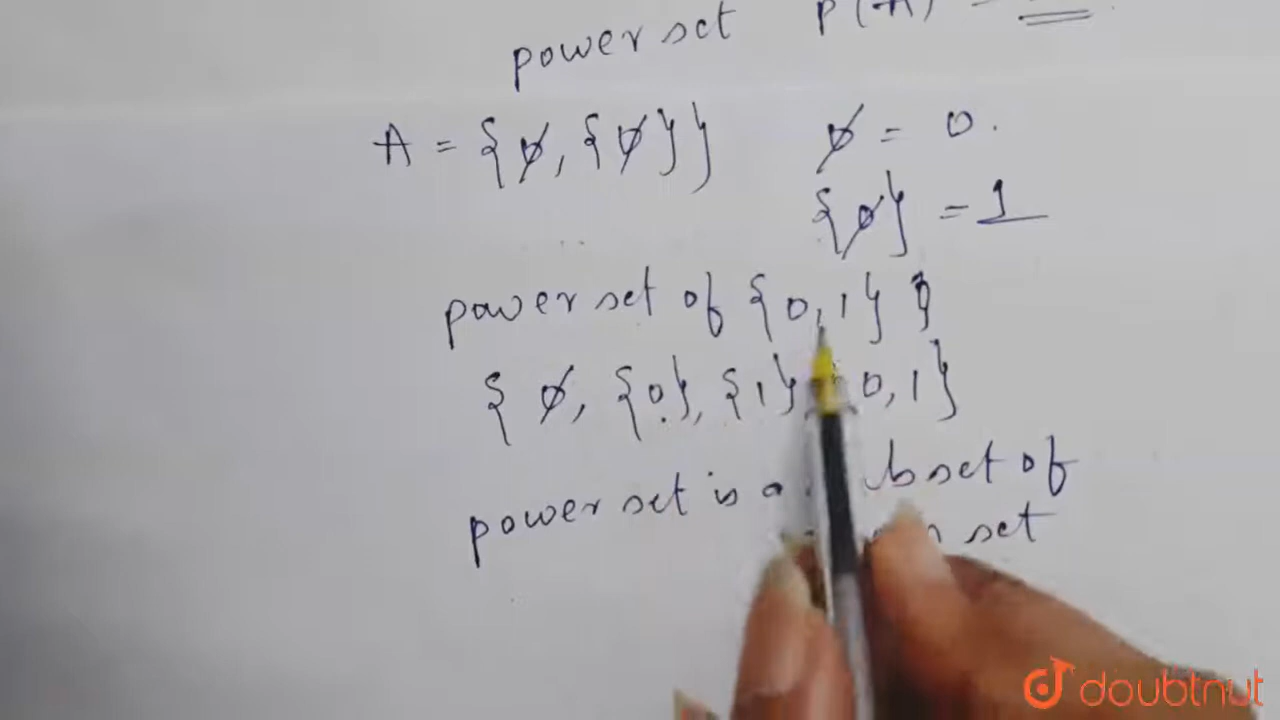 power set P(A) =
A = {∅, {∅}} ∅ = 0.
{∅} = 1
power set of {0,1} }
{ ∅, {0}, {1} 0,1}
power set is a subset of
set
doubtnut